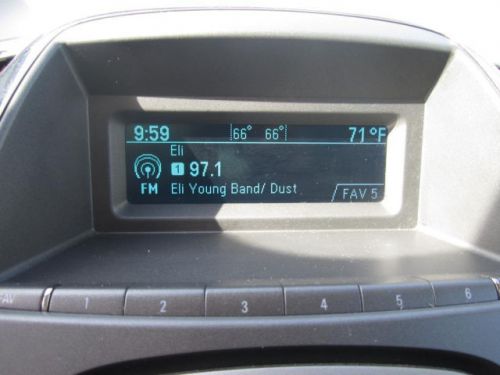 9:59 66° 66° 71°F
Eli
1 97.1
FM Eli Young Band/ Dust FAV 5
FAV 1 2 3 4 5 6